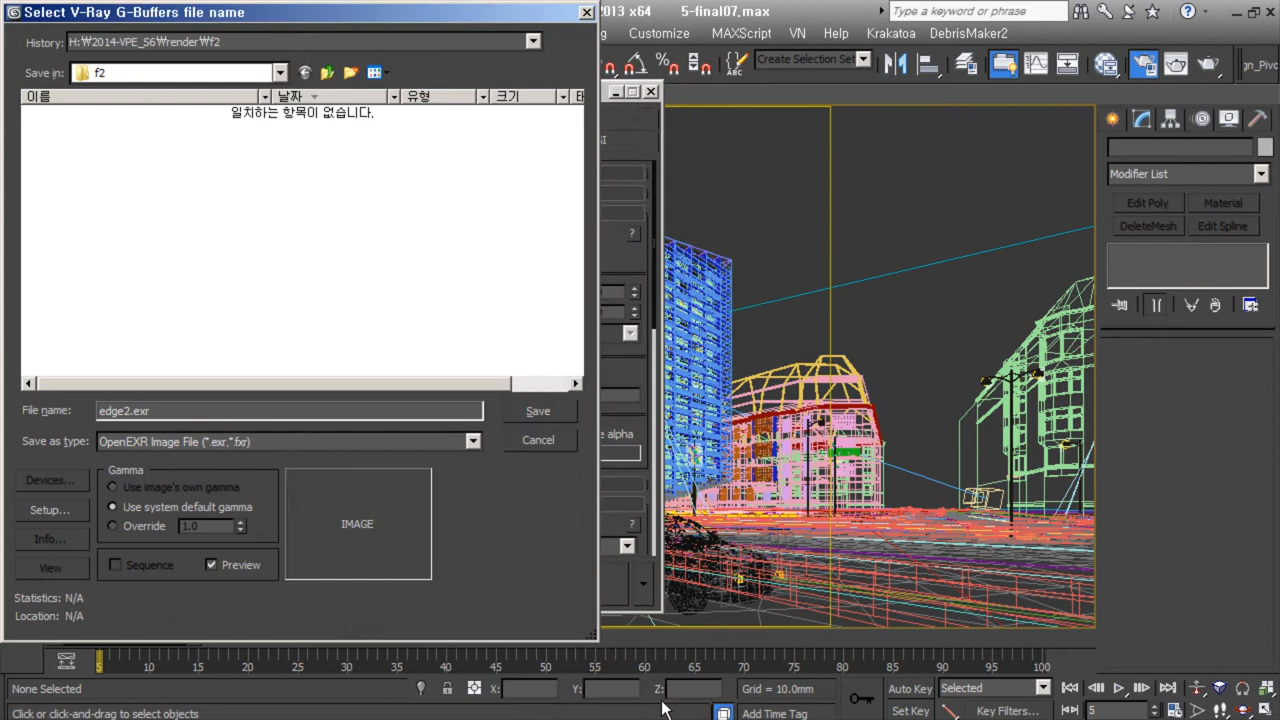 Select V-Ray G-Buffers file name
2013 x64 5-final07.max
Type a keyword or phrase
History: H:\2014-VPE_S6\render\f2
Customize MAXScript VN Help Krakatoa DebrisMaker2
Save in: f2
Create Selection Set
이름 날짜 유형 크기
일치하는 항목이 없습니다.
Modifier List
Edit Poly Material
DeleteMesh Edit Spline
File name: edge2.exr Save
alpha
Save as type: OpenEXR Image File (*.exr,*.fxr) Cancel
Gamma
Devices... Use image's own gamma
Setup... Use system default gamma
Override 1.0
IMAGE
Info...
View Sequence Preview
Statistics: N/A
Location: N/A
5 10 15 20 25 30 35 40 45 50 55 60 65 70 75 80 85 90 95 100
None Selected X: Y: Z: Grid = 10.0mm Auto Key Selected
Click or click-and-drag to select objects Add Time Tag Set Key Key Filters... 5